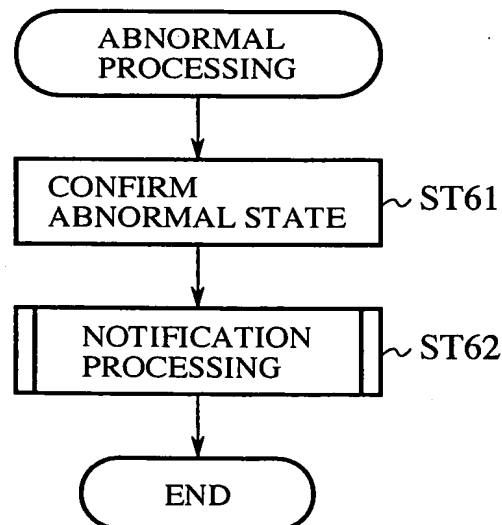 ABNORMAL
PROCESSING
CONFIRM
ABNORMAL STATE
ST61
NOTIFICATION
PROCESSING
ST62
END